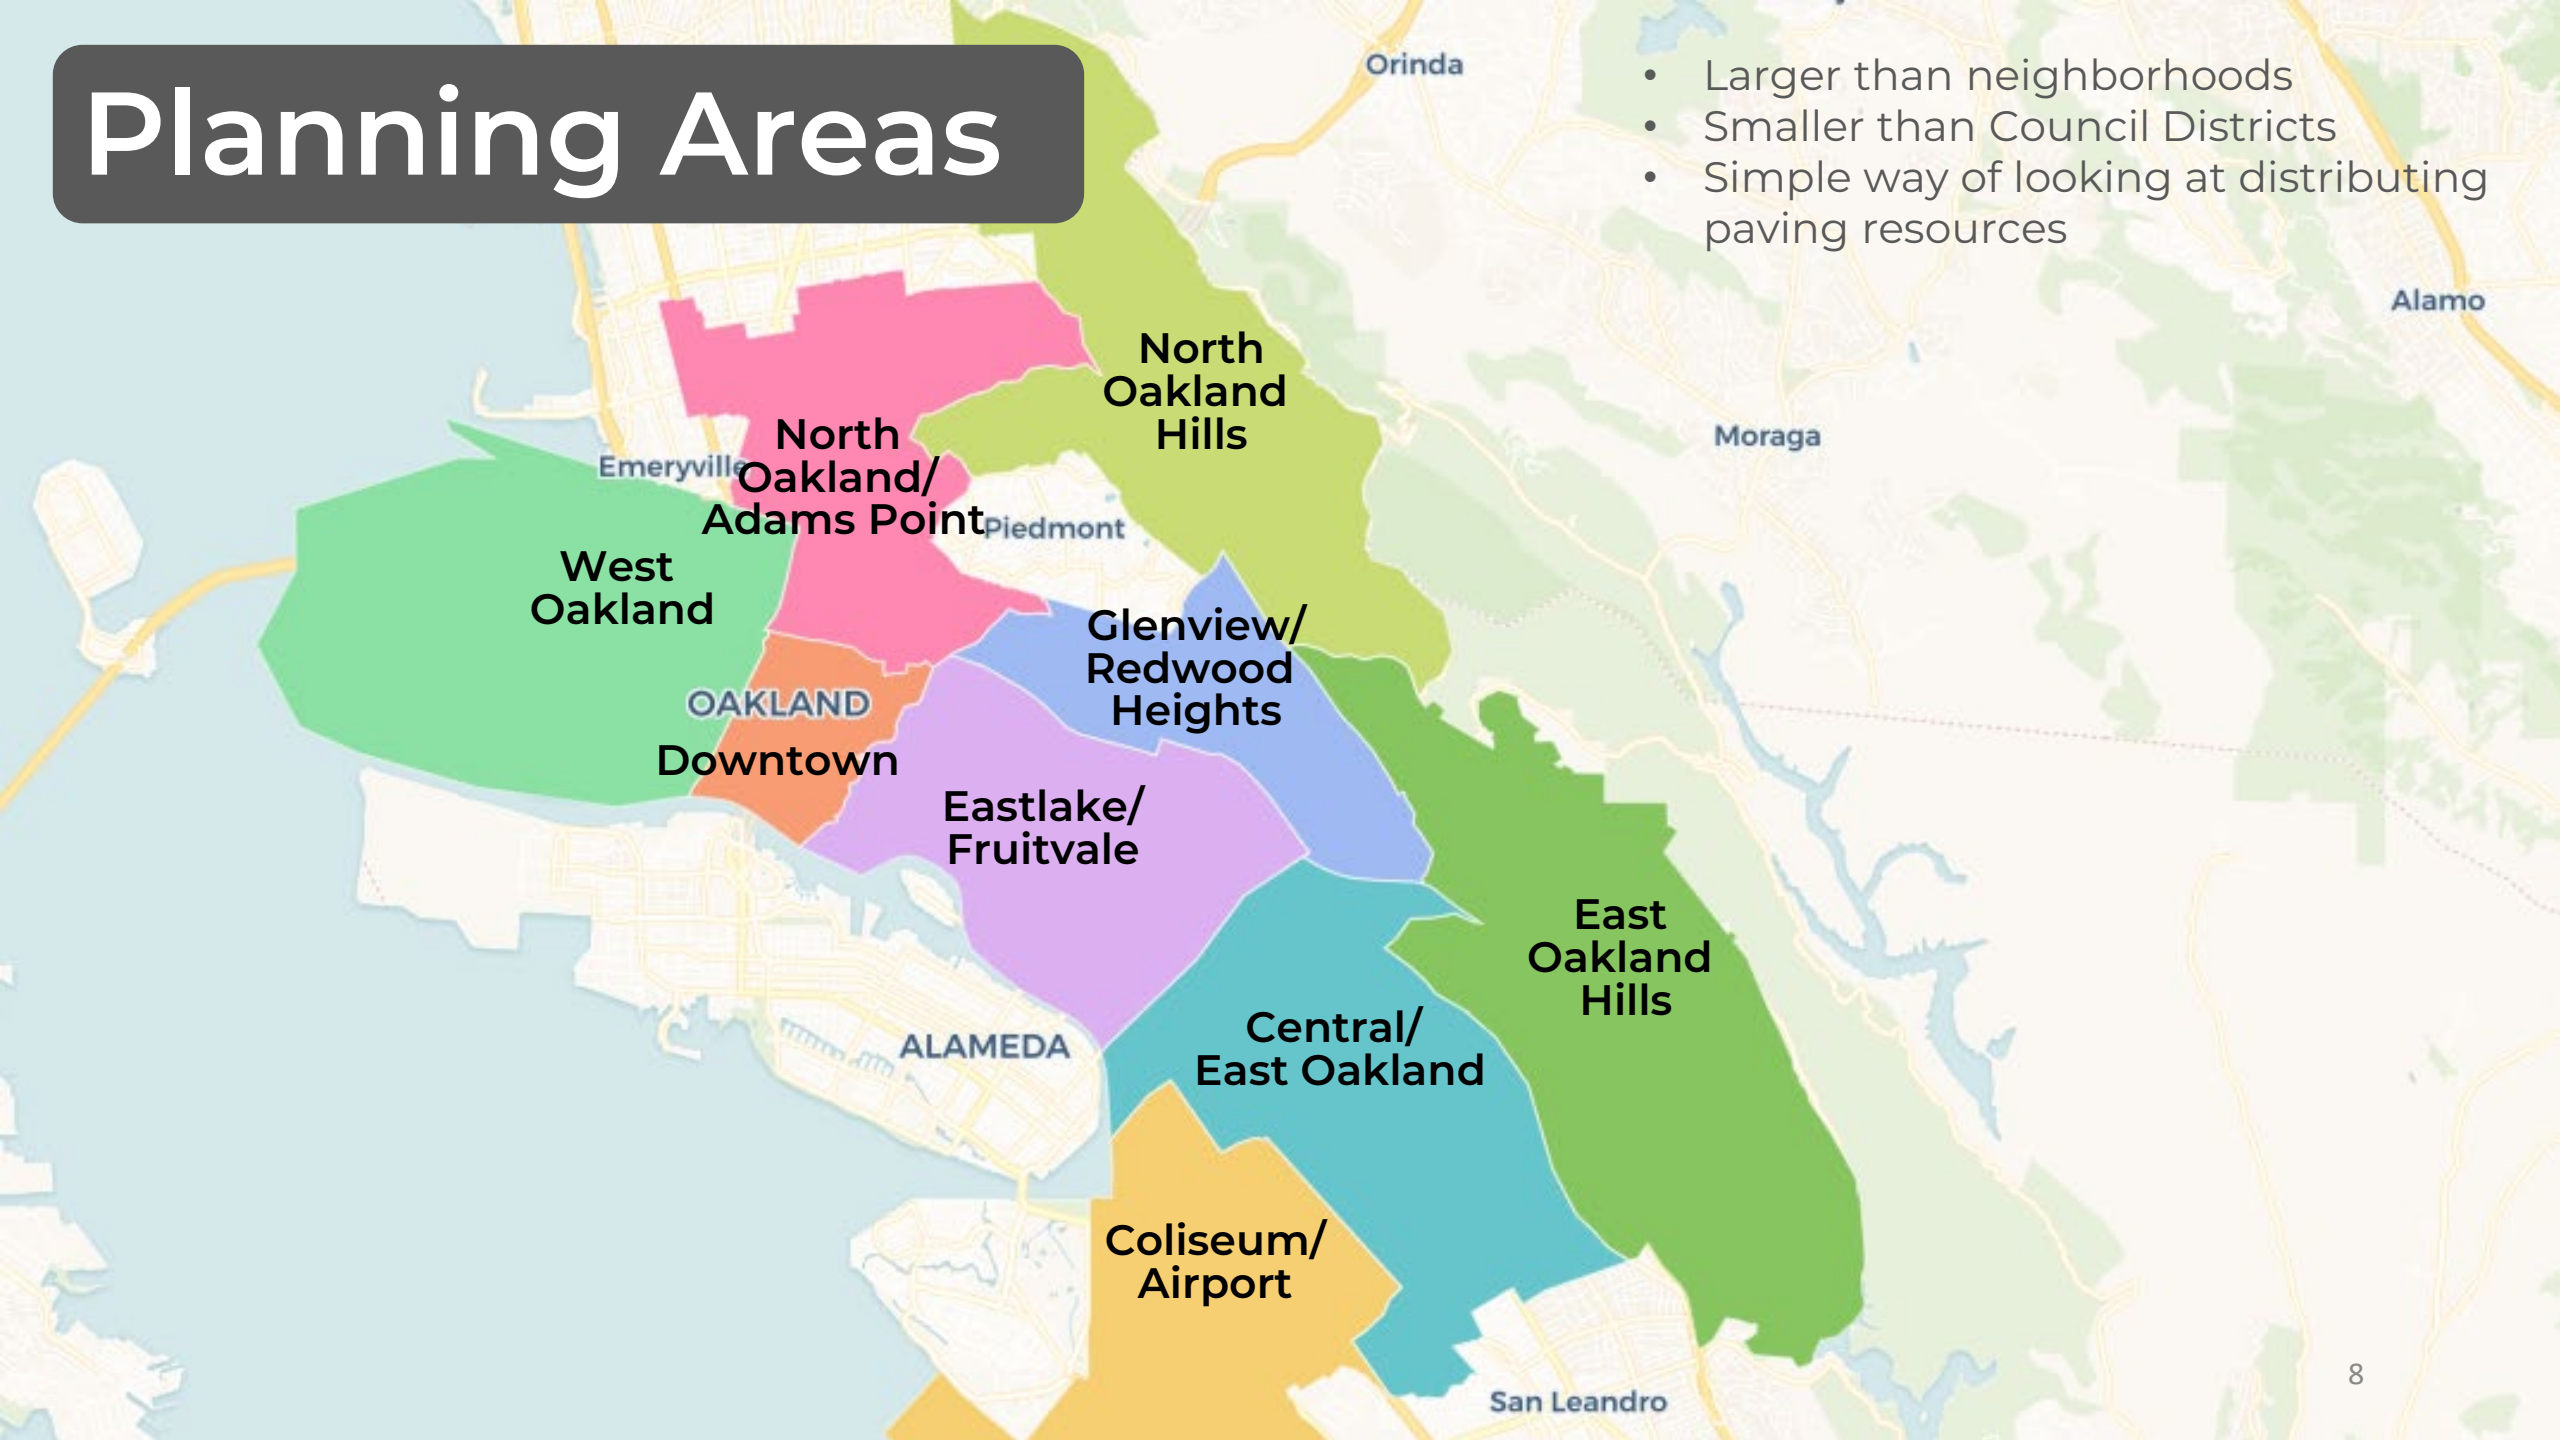 Planning Areas
• Larger than neighborhoods
• Smaller than Council Districts
• Simple way of looking at distributing
paving resources
Orinda
Alamo
Moraga
North
Oakland
Hills
North
Oakland/
Adams Point
Emeryville
Piedmont
West
Oakland
Glenview/
Redwood
Heights
OAKLAND
Downtown
Eastlake/
Fruitvale
East
Oakland
Hills
Central/
East Oakland
ALAMEDA
Coliseum/
Airport
San Leandro
8